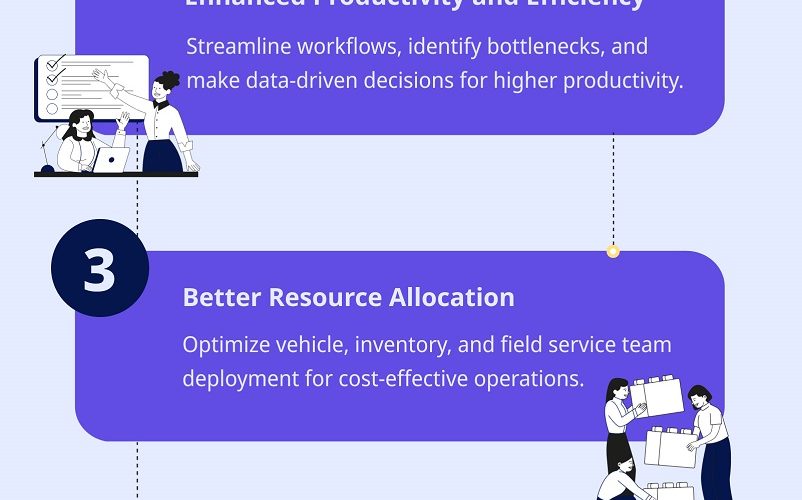 Enhanced Productivity and Efficiency
Streamline workflows, identify bottlenecks, and
make data-driven decisions for higher productivity.
3
Better Resource Allocation
Optimize vehicle, inventory, and field service team
deployment for cost-effective operations.